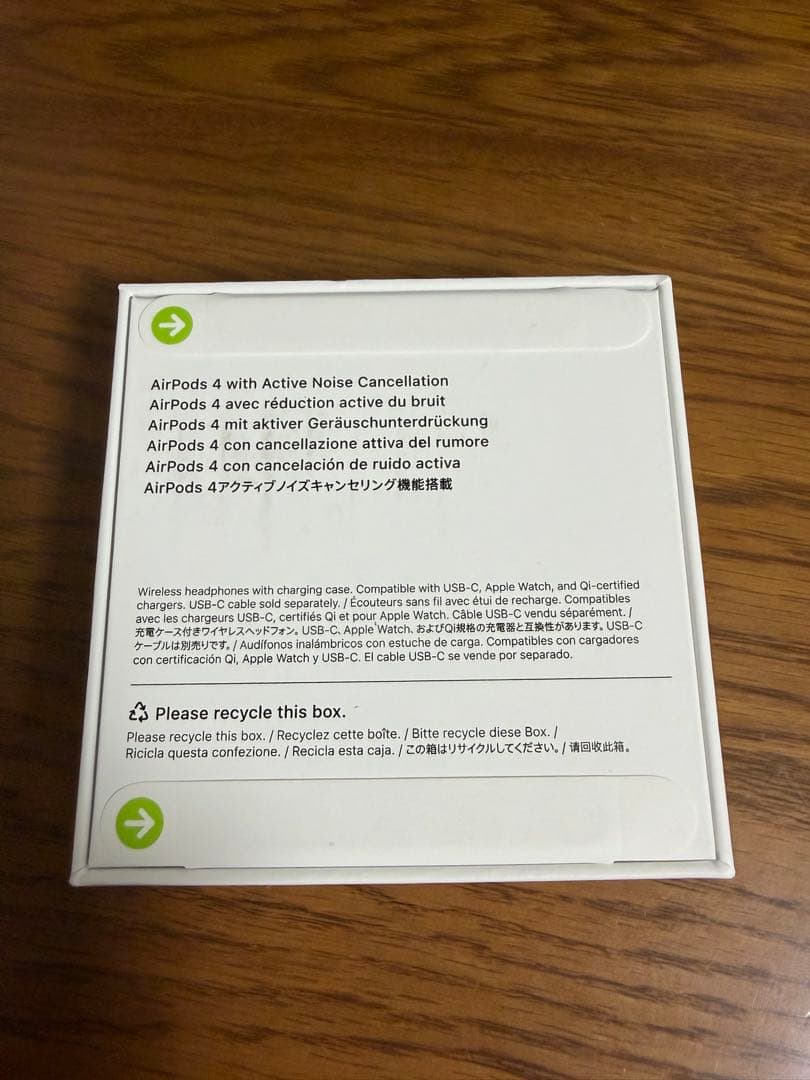 AirPods 4 with Active Noise Cancellation
AirPods 4 avec réduction active du bruit
AirPods 4 mit aktiver Geräuschunterdrückung
AirPods 4 con cancellazione attiva del rumore
AirPods 4 con cancelación de ruido activa
AirPods 4アクティブノイズキャンセリング機能搭載
Wireless headphones with charging case. Compatible with USB-C, Apple Watch, and Qi-certified
chargers. USB-C cable sold separately. / Écouteurs sans fil avec étui de recharge. Compatibles
avec les chargeurs USB-C, certifiés Qi et pour Apple Watch. Câble USB-C vendu séparément. /
充電ケース付きワイヤレスヘッドフォン。USB-C、Apple Watch、およびQi規格の充電器と互換性があります。USB-C
ケーブルは別売りです。/ Audífonos inalámbricos con estuche de carga. Compatibles con cargadores
con certificación Qi, Apple Watch y USB-C. El cable USB-C se vende por separado.
Please recycle this box.
Please recycle this box. / Recyclez cette boîte. / Bitte recycle diese Box. /
Ricicla questa confezione. / Recicla esta caja. / この箱はリサイクルしてください。/ 请回收此箱。